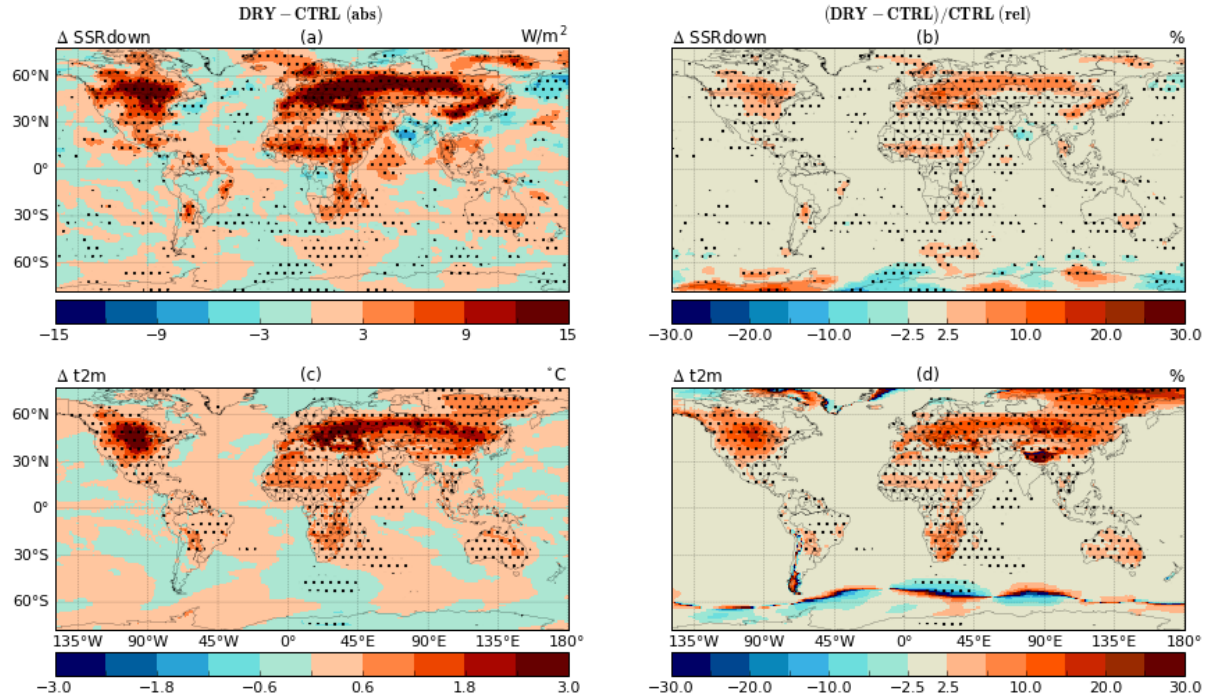 DRY − CTRL (abs)
(DRY − CTRL)/CTRL (rel)
Δ SSRdown (a) W/m²
Δ SSRdown (b) %
60°N
30°N
0°
30°S
60°S
−15 −9 −3 3 9 15
−30.0 −20.0 −10.0 −2.5 2.5 10.0 20.0 30.0
Δ t2m (c) °C
Δ t2m (d) %
60°N
30°N
0°
30°S
60°S
135°W 90°W 45°W 0° 45°E 90°E 135°E 180°
135°W 90°W 45°W 0° 45°E 90°E 135°E 180°
−3.0 −1.8 −0.6 0.6 1.8 3.0
−30.0 −20.0 −10.0 −2.5 2.5 10.0 20.0 30.0